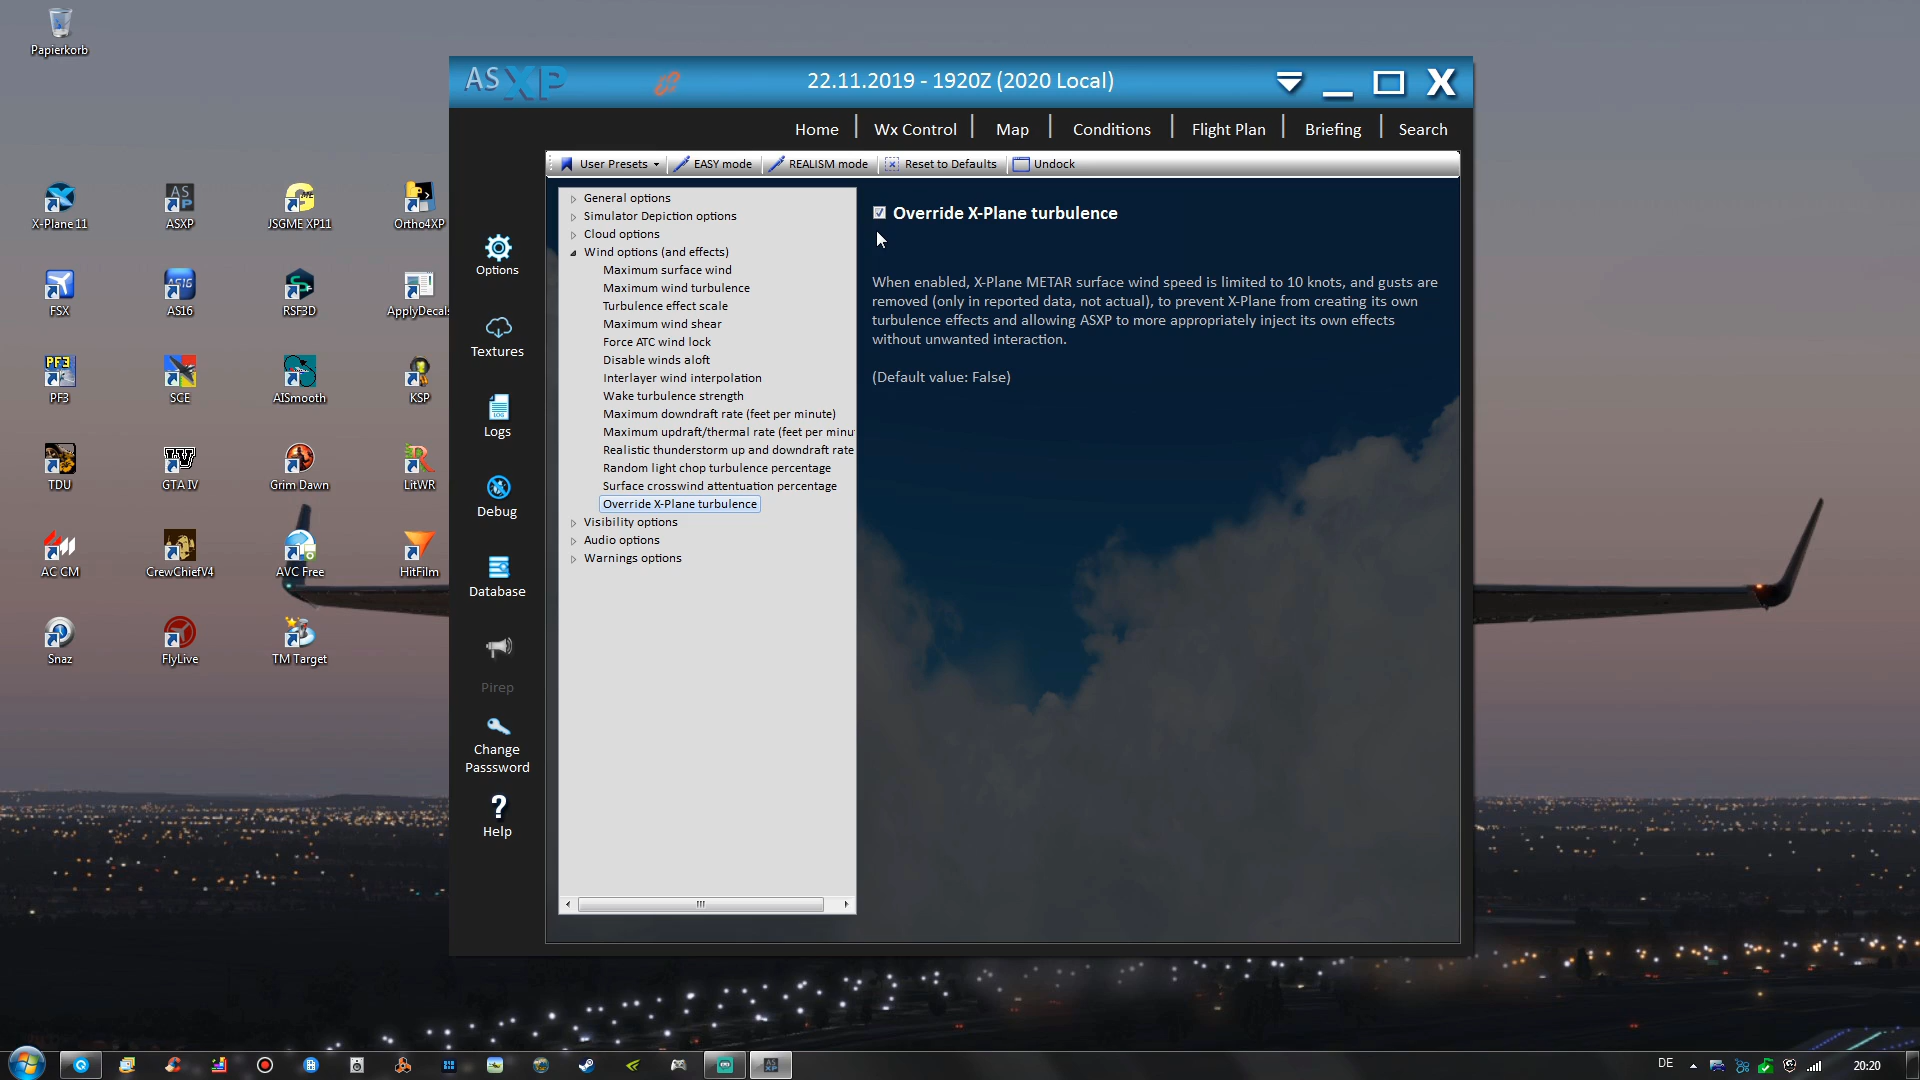 Papierkorb
X-Plane 11
ASXP
JSGME XP11
Ortho4XP
FSX
AS16
RSF3D
ApplyDecals
PF3
SCE
AISmooth
KSP
TDU
GTA IV
Grim Dawn
LitWR
AC CM
CrewChiefV4
AVC Free
HitFilm
Snaz
FlyLive
TM Target
ASXP
22.11.2019 - 1920Z (2020 Local)
X
Home
Wx Control
Map
Conditions
Flight Plan
Briefing
Search
User Presets
EASY mode
REALISM mode
Reset to Defaults
Undock
Options
Textures
LOG
Logs
Debug
Database
Pirep
Change
Passsword
?
Help
General options
Simulator Depiction options
Cloud options
Wind options (and effects)
Maximum surface wind
Maximum wind turbulence
Turbulence effect scale
Maximum wind shear
Force ATC wind lock
Disable winds aloft
Interlayer wind interpolation
Wake turbulence strength
Maximum downdraft rate (feet per minute)
Maximum updraft/thermal rate (feet per minu
Realistic thunderstorm up and downdraft rate
Random light chop turbulence percentage
Surface crosswind attentuation percentage
Override X-Plane turbulence
Visibility options
Audio options
Warnings options
Override X-Plane turbulence
When enabled, X-Plane METAR surface wind speed is limited to 10 knots, and gusts are
removed (only in reported data, not actual), to prevent X-Plane from creating its own
turbulence effects and allowing ASXP to more appropriately inject its own effects
without unwanted interaction.
(Default value: False)
DE
20:20